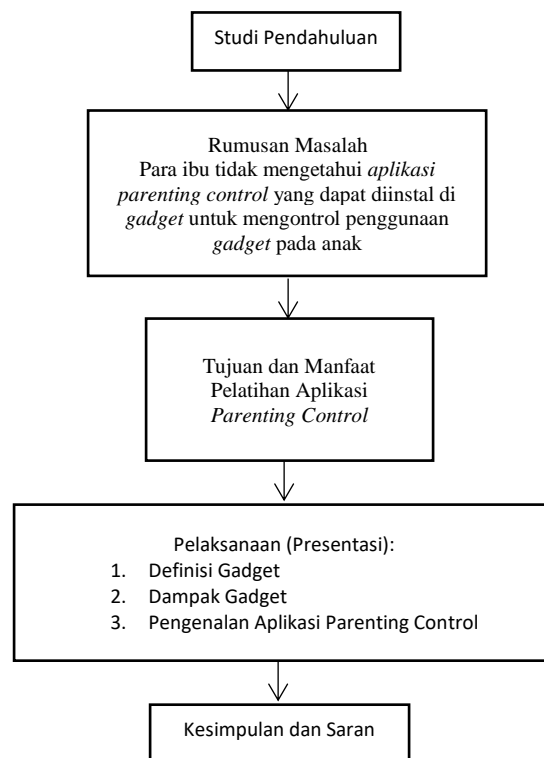 Studi Pendahuluan
Rumusan Masalah
Para ibu tidak mengetahui aplikasi
parenting control yang dapat diinstal di
gadget untuk mengontrol penggunaan
gadget pada anak
Tujuan dan Manfaat
Pelatihan Aplikasi
Parenting Control
Pelaksanaan (Presentasi):
1. Definisi Gadget
2. Dampak Gadget
3. Pengenalan Aplikasi Parenting Control
Kesimpulan dan Saran